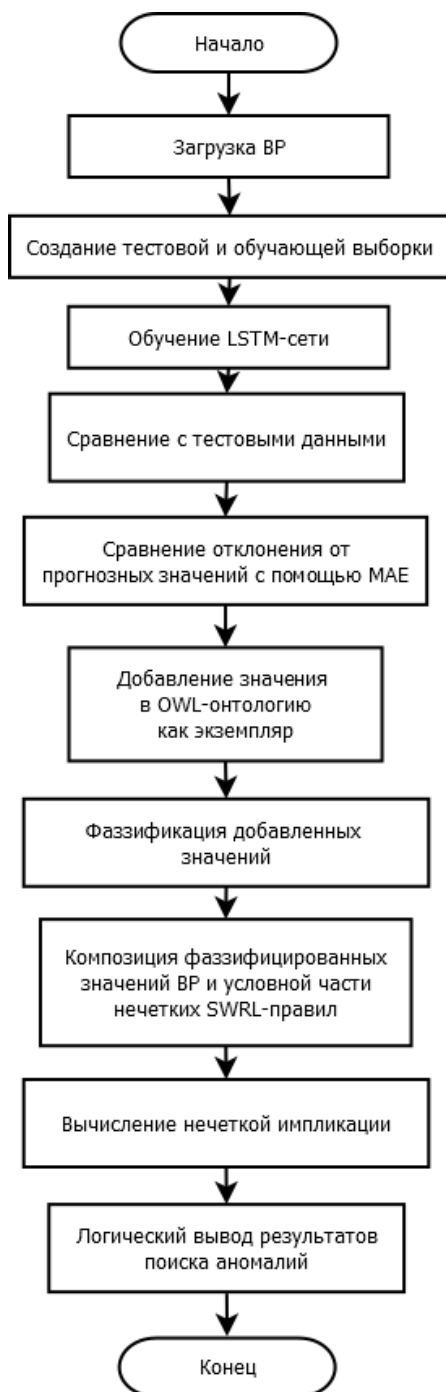 Начало
Загрузка ВР
Создание тестовой и обучающей выборки
Обучение LSTM-сети
Сравнение с тестовыми данными
Сравнение отклонения от
прогнозных значений с помощью MAE
Добавление значения
в OWL-онтологию
как экземпляр
Фаззификация добавленных
значений
Композиция фаззифицированных
значений ВР и условной части
нечетких SWRL-правил
Вычисление нечеткой импликации
Логический вывод результатов
поиска аномалий
Конец